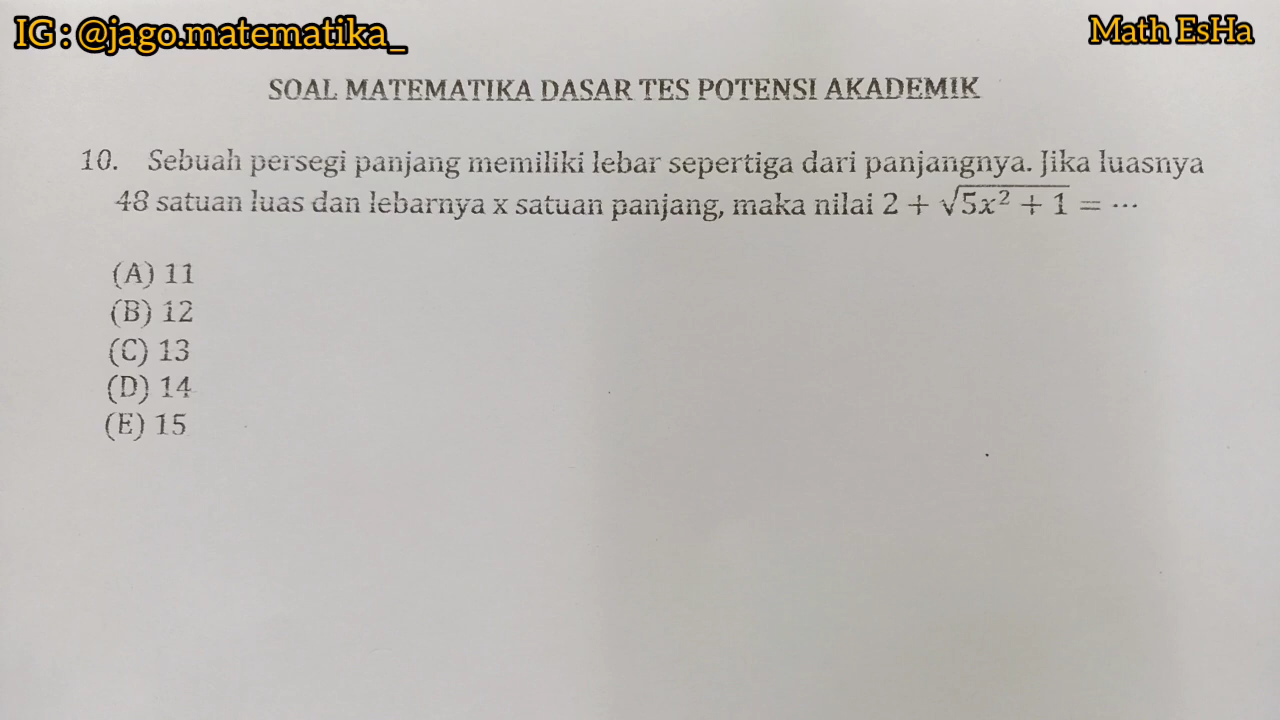 IG : @jago.matematika_
Math EsHa
SOAL MATEMATIKA DASAR TES POTENSI AKADEMIK
10. Sebuah persegi panjang memiliki lebar sepertiga dari panjangnya. Jika luasnya
48 satuan luas dan lebarnya x satuan panjang, maka nilai 2 + √(5x² + 1) = ⋯
(A) 11
(B) 12
(C) 13
(D) 14
(E) 15